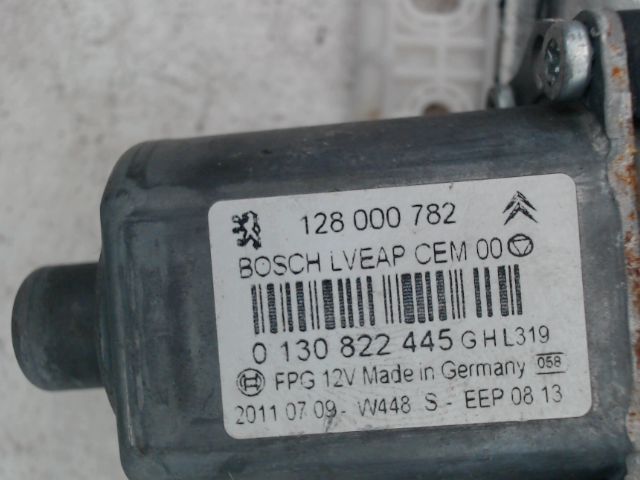 128 000 782
BOSCH LVEAP CEM 00
0 130 822 445 G H L319
FPG 12V Made in Germany 058
2011 07 09 - W448 S - EEP 08 13